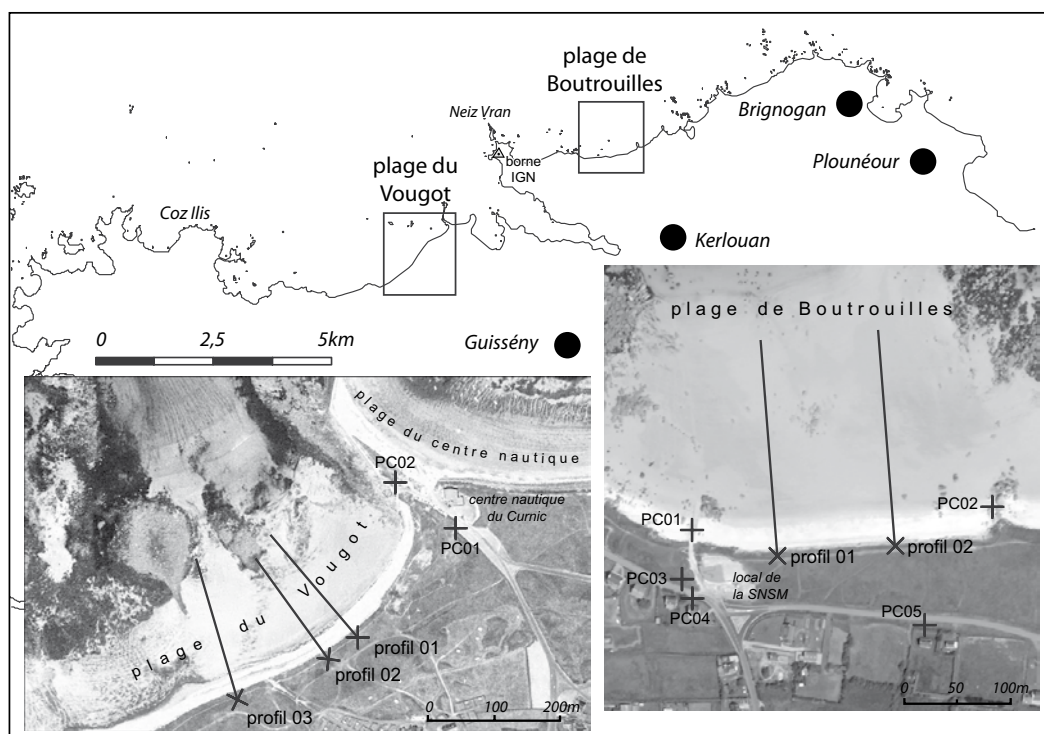 plage de
Boutrouilles
Neiz Vran
Brignogan
borne
IGN
Plounéour
plage du
Vougot
Coz Ilis
Kerlouan
0 2,5 5km
Guissény
plage du centre nautique
PC02
centre nautique
du Curnic
PC01
plage du Vougot
profil 01
profil 02
profil 03
0 100 200m
plage de Boutrouilles
PC02
PC01
profil 01
profil 02
PC03
local de
la SNSM
PC04
PC05
0 50 100m